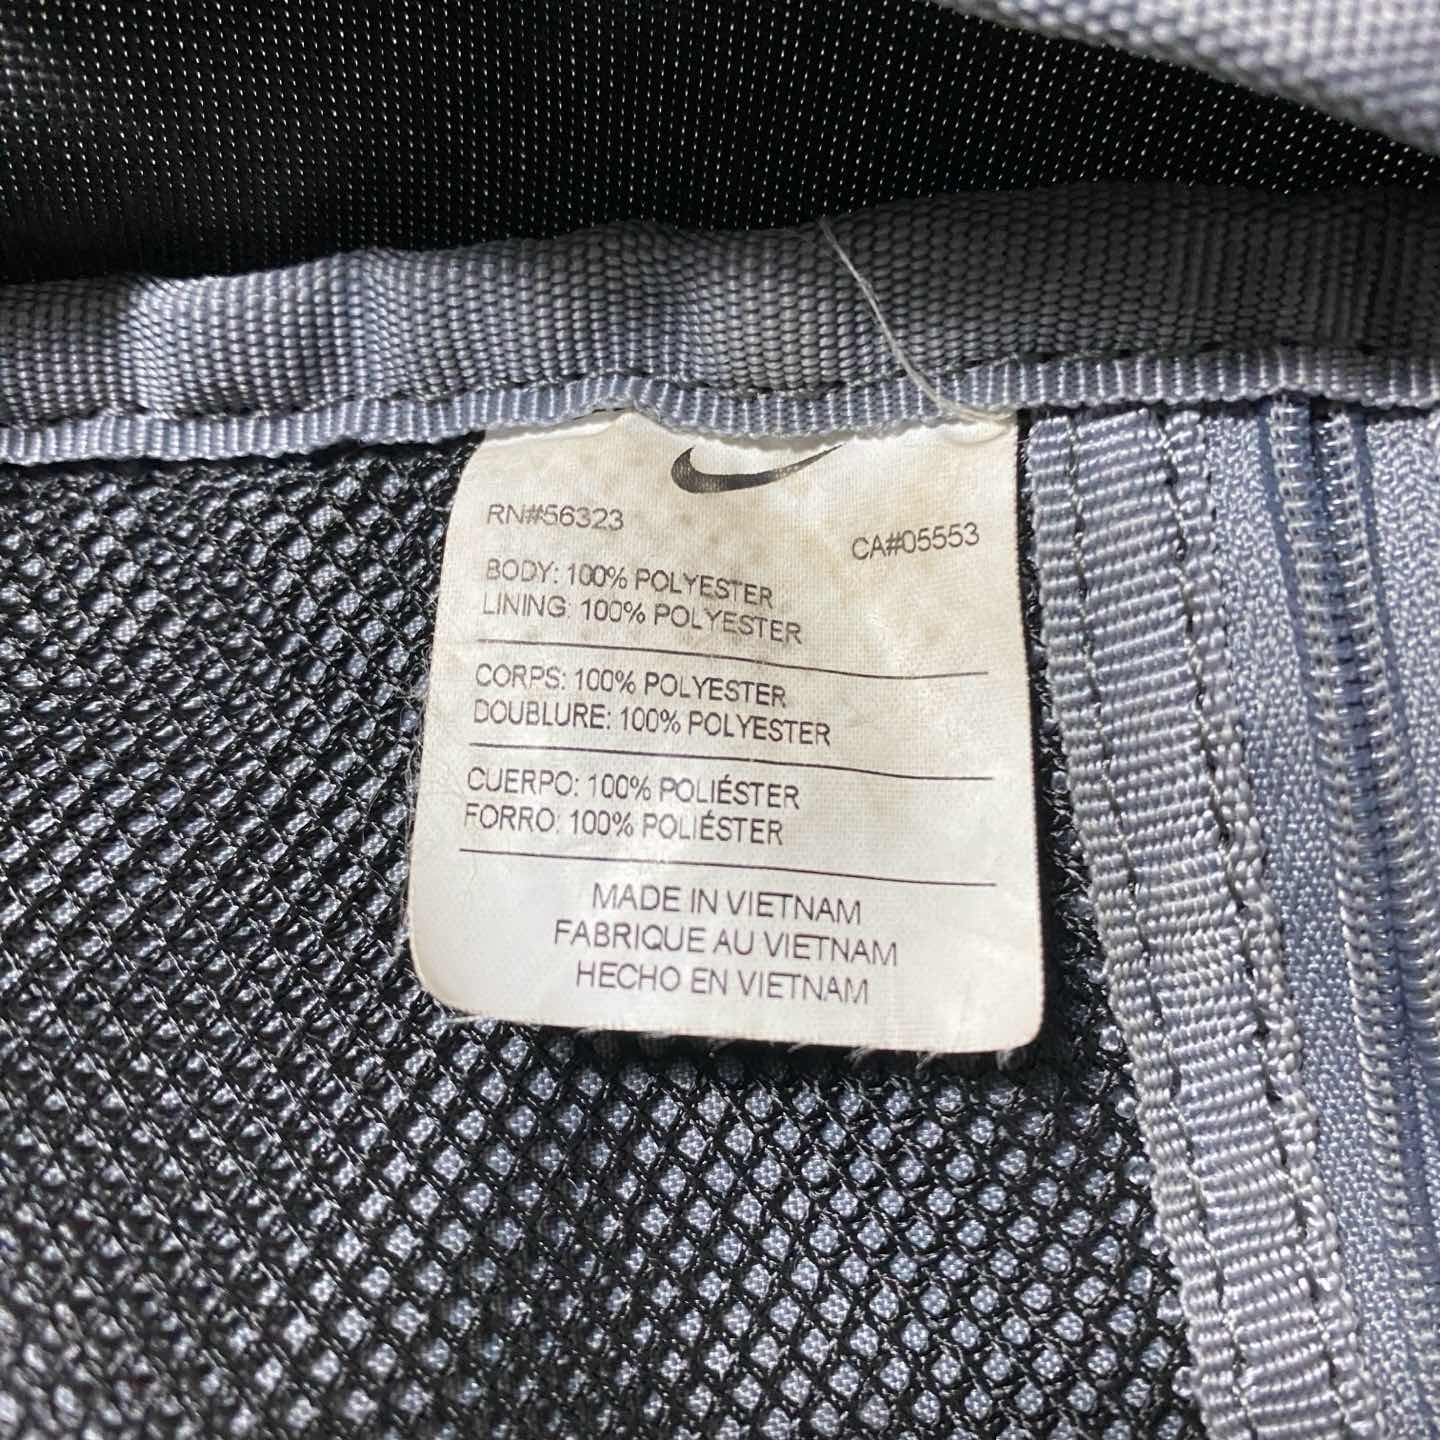 RN#56323
CA#05553
BODY: 100% POLYESTER
LINING: 100% POLYESTER
CORPS: 100% POLYESTER
DOUBLURE: 100% POLYESTER
CUERPO: 100% POLIÉSTER
FORRO: 100% POLIÉSTER
MADE IN VIETNAM
FABRIQUE AU VIETNAM
HECHO EN VIETNAM